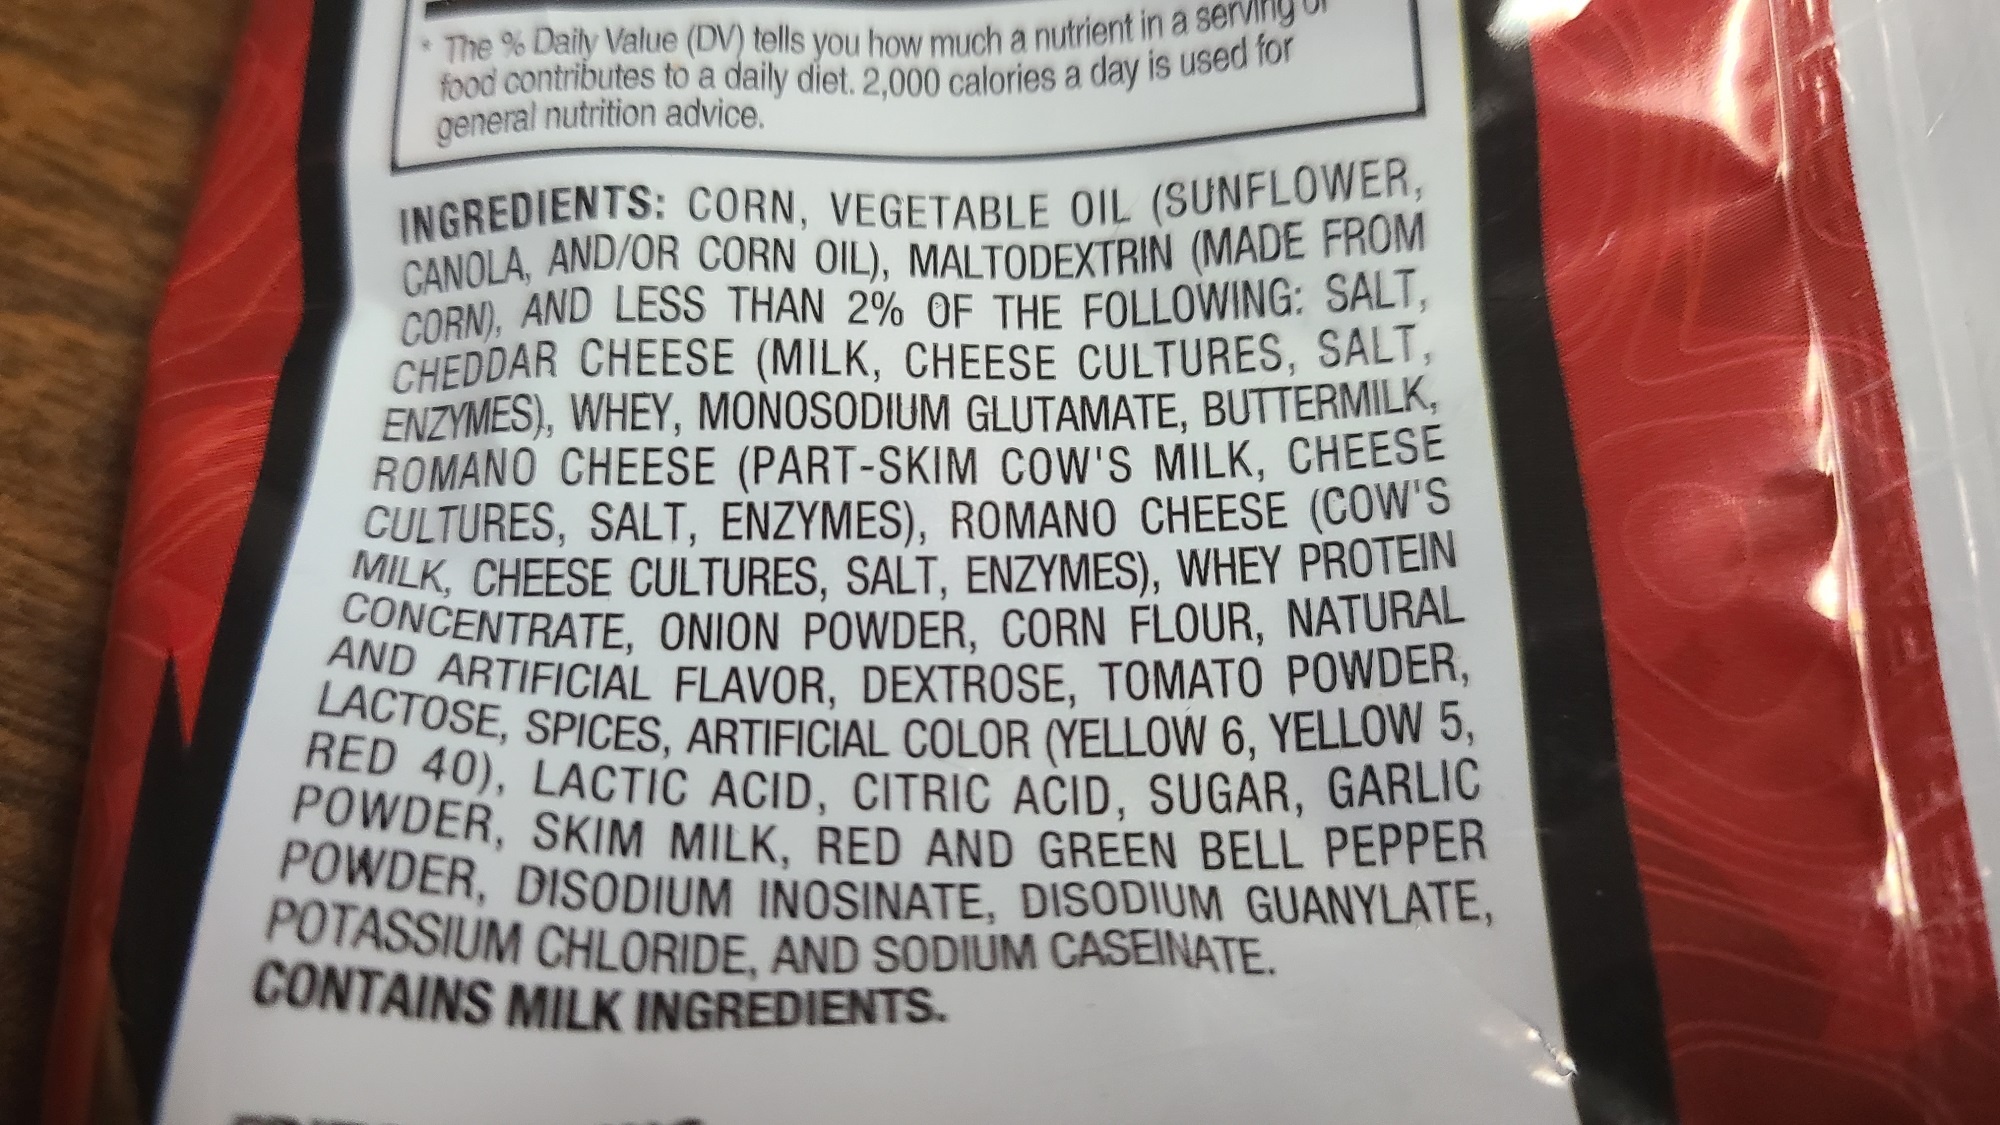 * The % Daily Value (DV) tells you how much a nutrient in a serving of
food contributes to a daily diet. 2,000 calories a day is used for
general nutrition advice.
INGREDIENTS: CORN, VEGETABLE OIL (SUNFLOWER,
CANOLA, AND/OR CORN OIL), MALTODEXTRIN (MADE FROM
CORN), AND LESS THAN 2% OF THE FOLLOWING: SALT,
CHEDDAR CHEESE (MILK, CHEESE CULTURES, SALT,
ENZYMES), WHEY, MONOSODIUM GLUTAMATE, BUTTERMILK,
ROMANO CHEESE (PART-SKIM COW'S MILK, CHEESE
CULTURES, SALT, ENZYMES), ROMANO CHEESE (COW'S
MILK, CHEESE CULTURES, SALT, ENZYMES), WHEY PROTEIN
CONCENTRATE, ONION POWDER, CORN FLOUR, NATURAL
AND ARTIFICIAL FLAVOR, DEXTROSE, TOMATO POWDER,
LACTOSE, SPICES, ARTIFICIAL COLOR (YELLOW 6, YELLOW 5,
RED 40), LACTIC ACID, CITRIC ACID, SUGAR, GARLIC
POWDER, SKIM MILK, RED AND GREEN BELL PEPPER
POWDER, DISODIUM INOSINATE, DISODIUM GUANYLATE,
POTASSIUM CHLORIDE, AND SODIUM CASEINATE.
CONTAINS MILK INGREDIENTS.